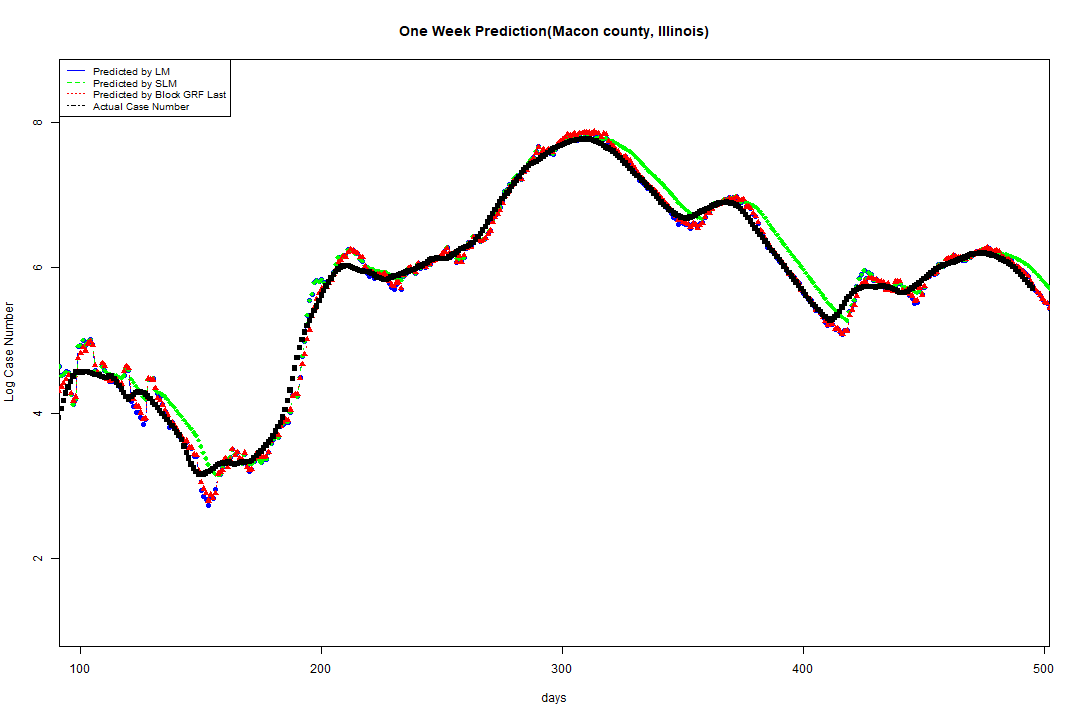 One Week Prediction(Macon county, Illinois)
Predicted by LM
Predicted by SLM
Predicted by Block GRF Last
Actual Case Number
8
6
4
2
Log Case Number
100 200 300 400 500
days